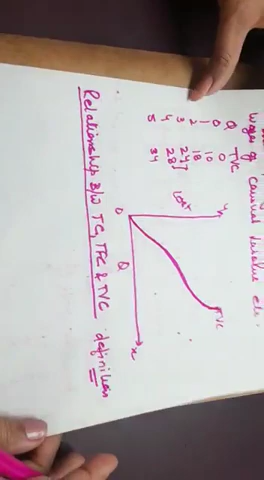 Wages of casual labour etc.
Q TVC
0 0
1 10
2 18
3 24
4 28
5 34
y
Cost
TVC
0
Q
x
Relationship B/W TC, TFC & TVC definition